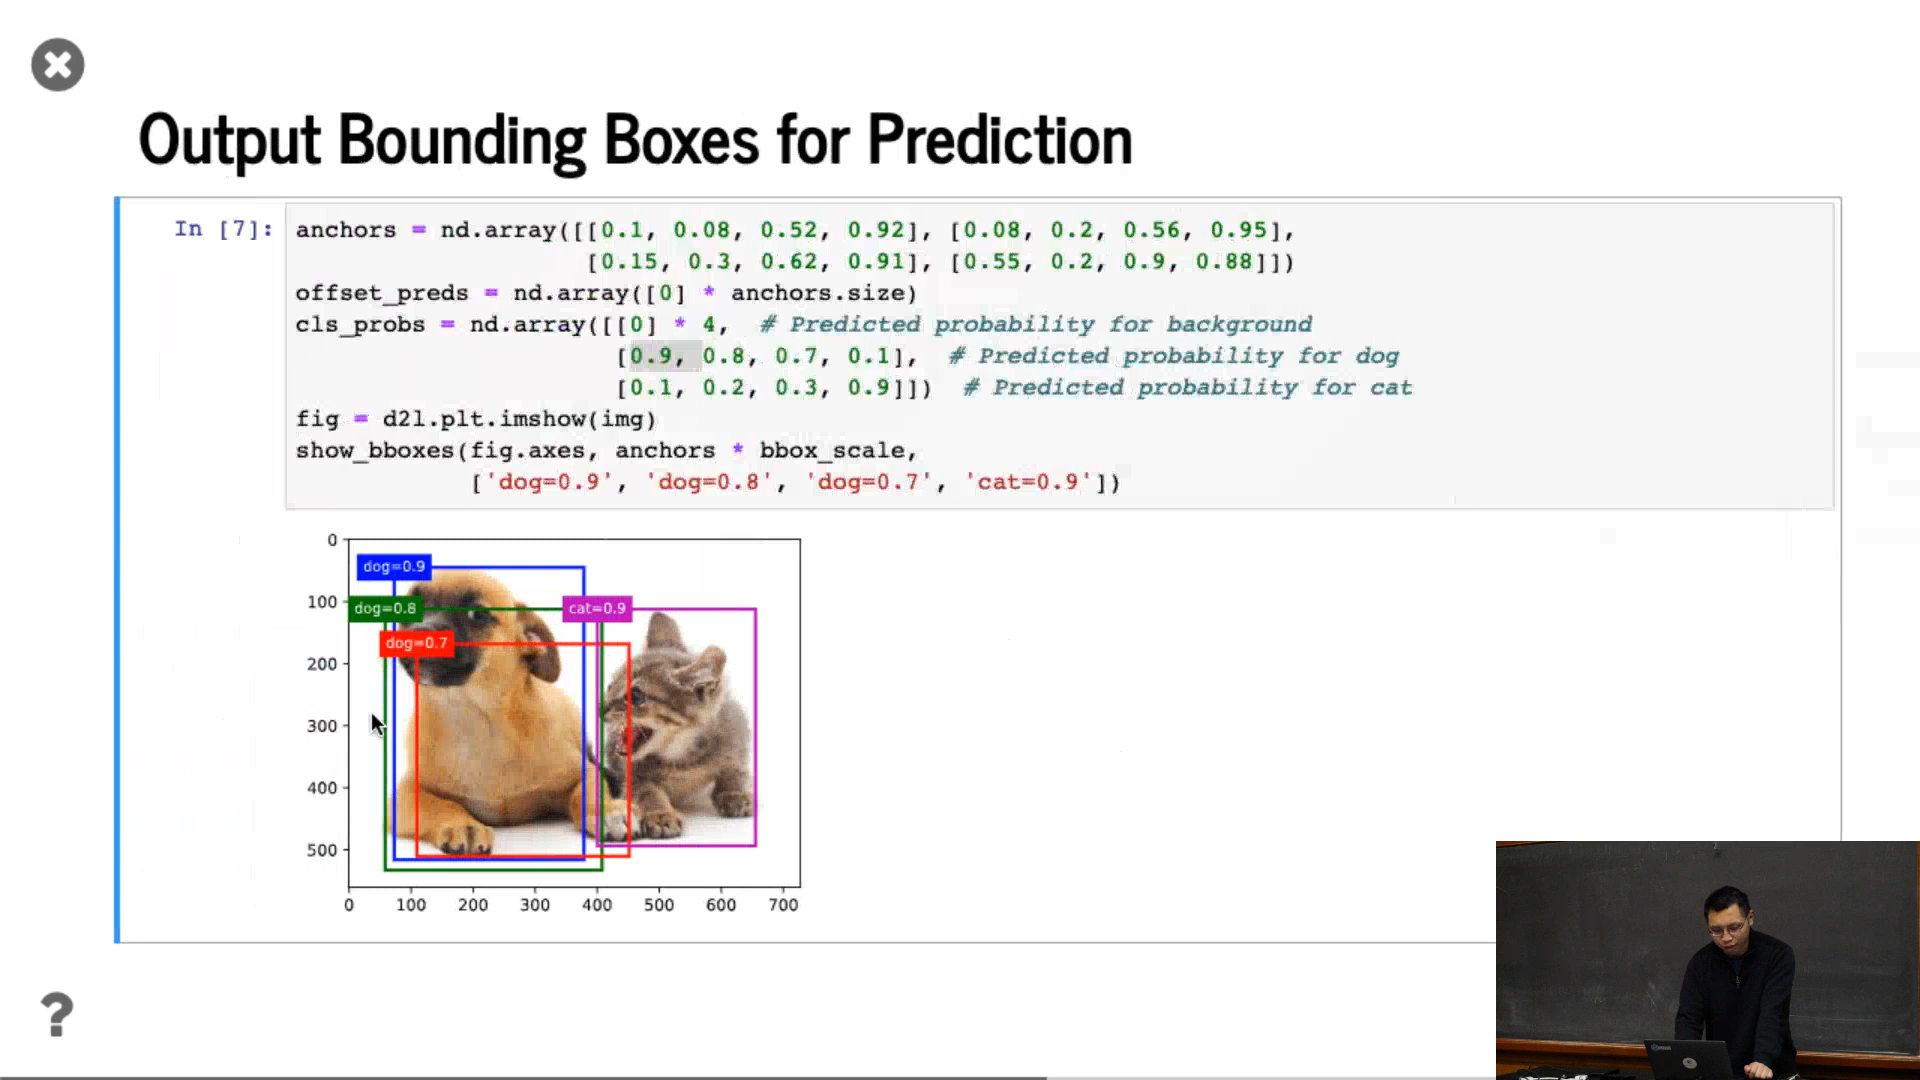 Output Bounding Boxes for Prediction
In [7]: anchors = nd.array([[[0.1, 0.08, 0.52, 0.92], [0.08, 0.2, 0.56, 0.95],
[0.15, 0.3, 0.62, 0.91], [0.55, 0.2, 0.9, 0.88]]])
offset_preds = nd.array([0] * anchors.size)
cls_probs = nd.array([[[0] * 4,  # Predicted probability for background
[0.9, 0.8, 0.7, 0.1],  # Predicted probability for dog
[0.1, 0.2, 0.3, 0.9]]])  # Predicted probability for cat
fig = d2l.plt.imshow(img)
show_bboxes(fig.axes, anchors * bbox_scale,
['dog=0.9', 'dog=0.8', 'dog=0.7', 'cat=0.9'])
0
dog=0.9
100
dog=0.8
cat=0.9
dog=0.7
200
300
400
500
0 100 200 300 400 500 600 700
?